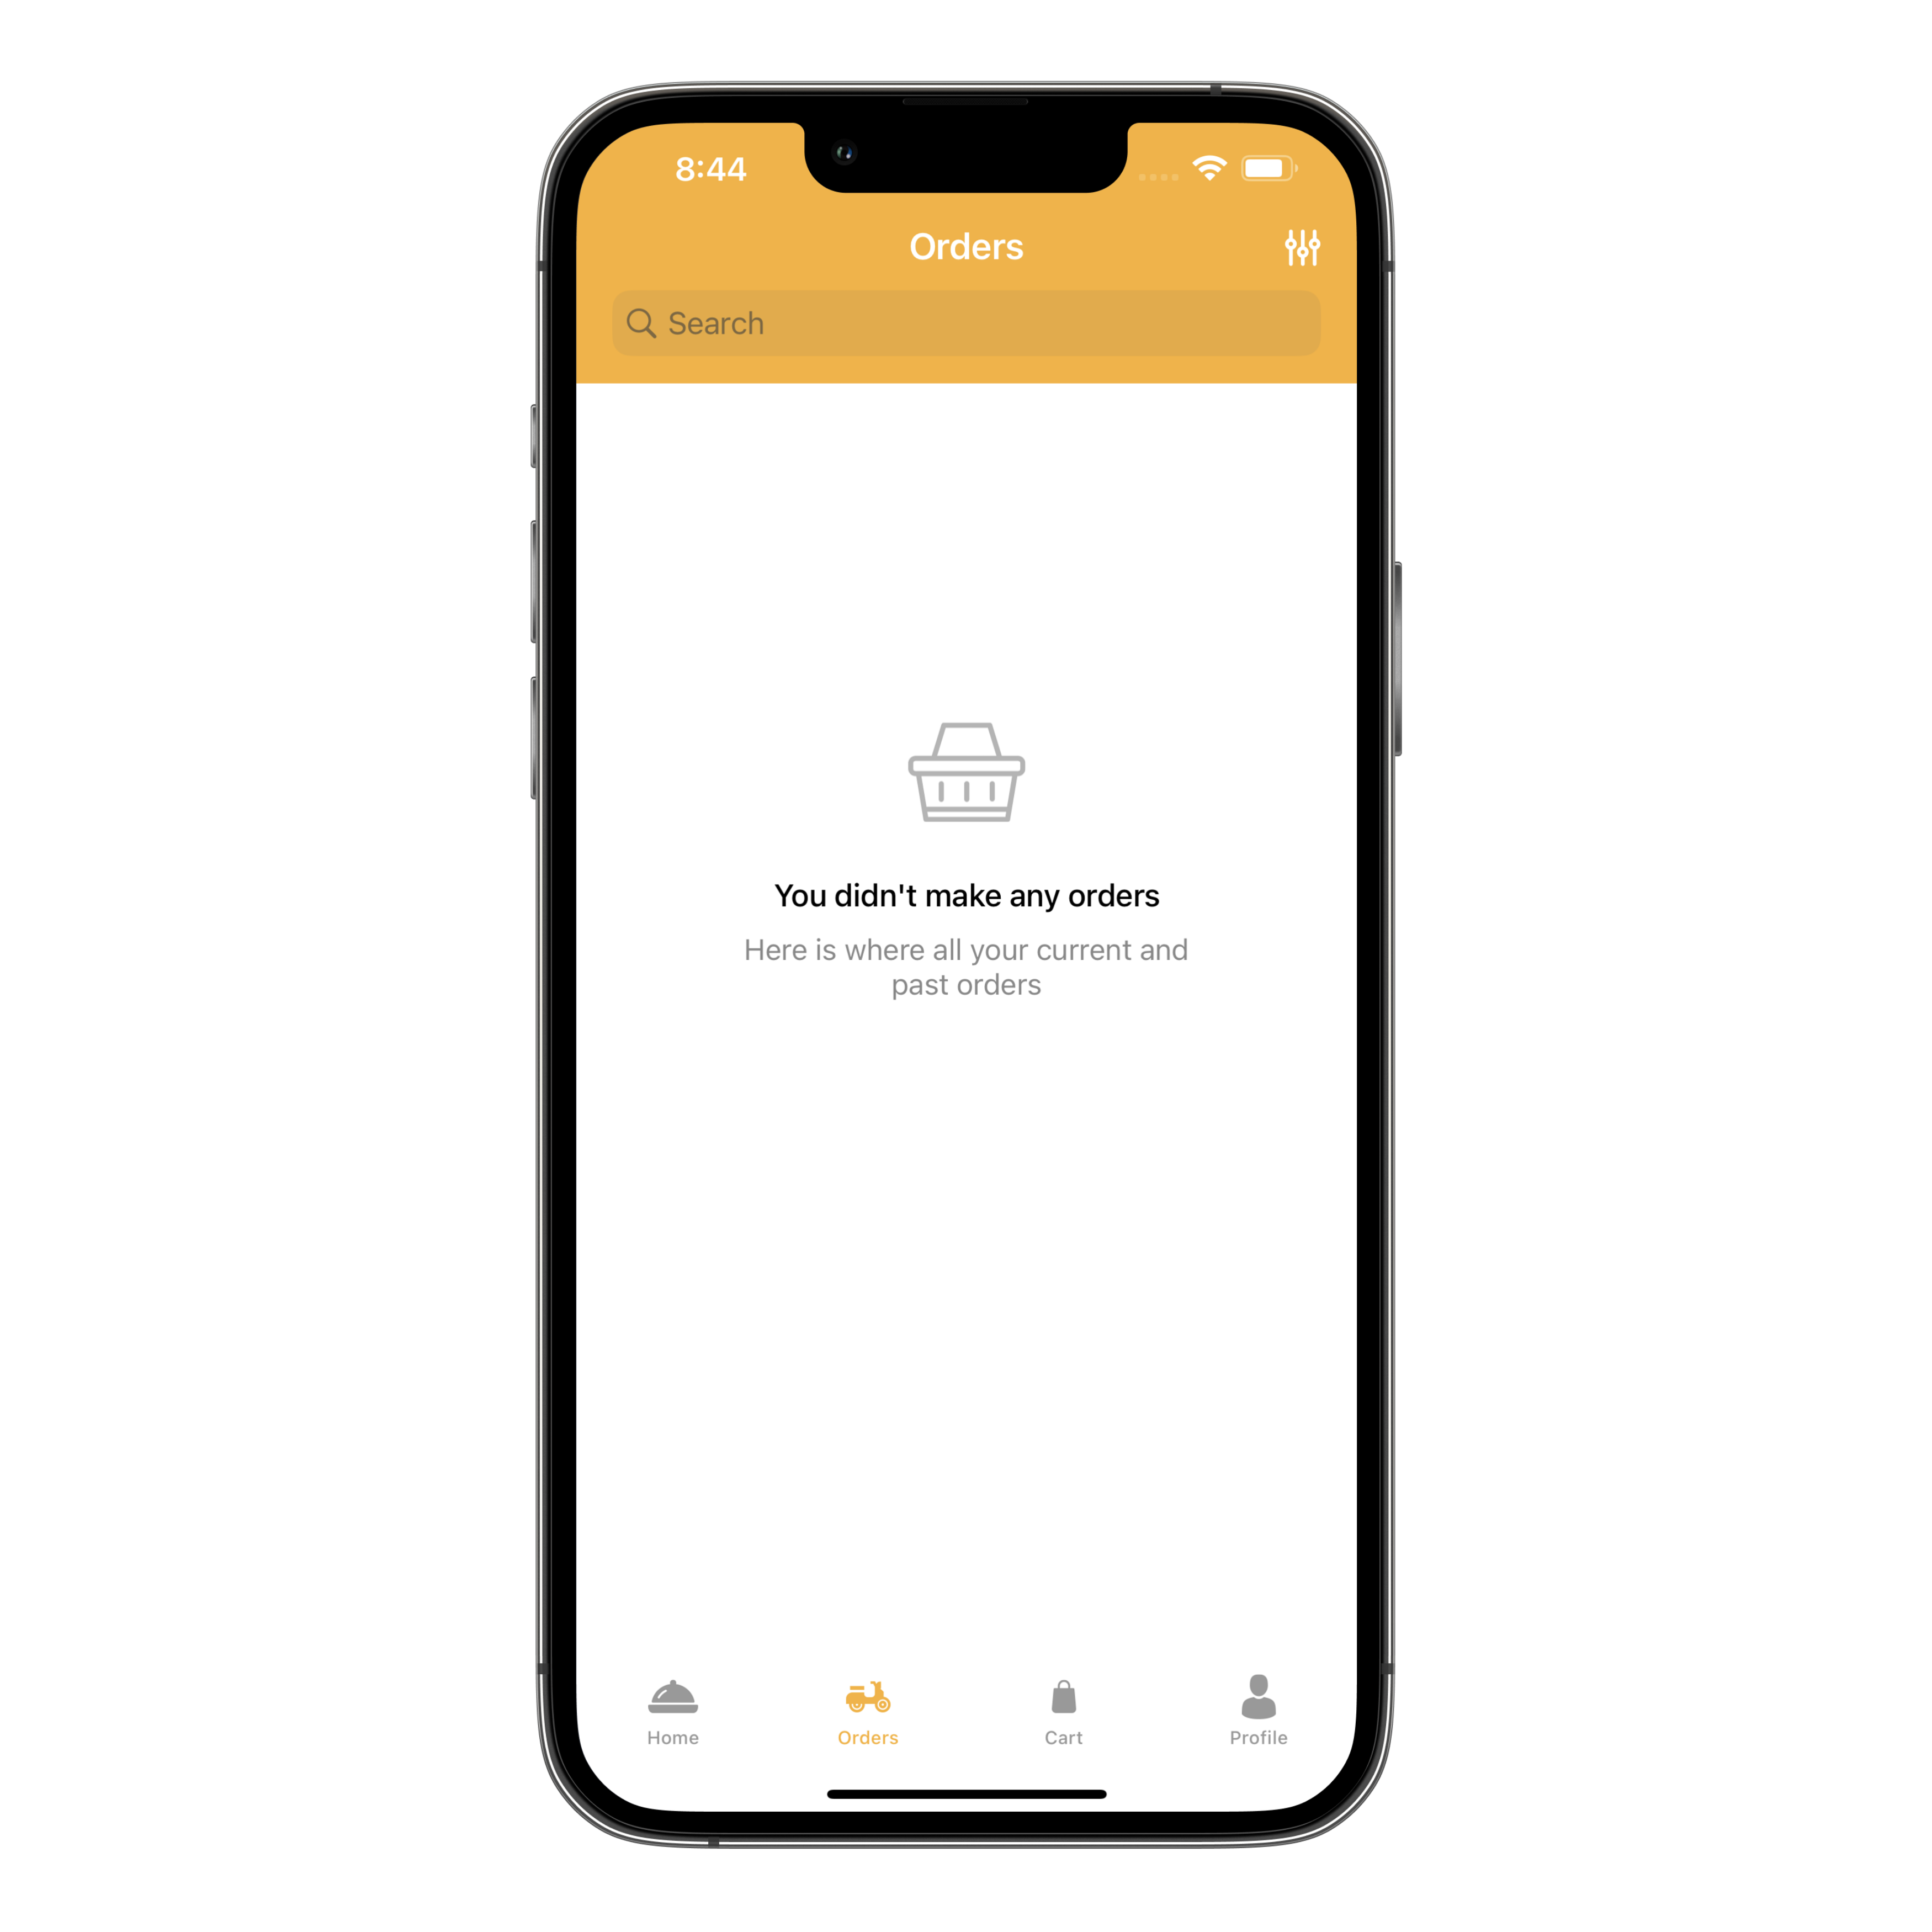 8:44
Orders
Search
You didn't make any orders
Here is where all your current and
past orders
Home
Orders
Cart
Profile